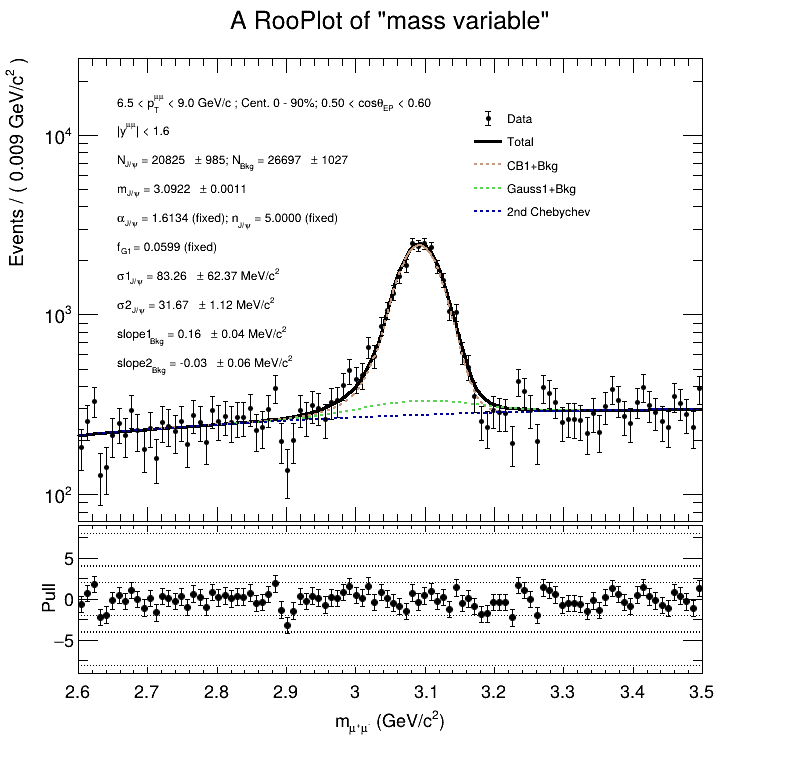 A RooPlot of "mass variable"
Events / ( 0.009 GeV/c² )
6.5 < p_T^μμ < 9.0 GeV/c ; Cent. 0 - 90%; 0.50 < cosθ_EP < 0.60
|y^μμ| < 1.6
N_J/ψ = 20825 ± 985; N_Bkg = 26697 ± 1027
m_J/ψ = 3.0922 ± 0.0011
α_J/ψ = 1.6134 (fixed); n_J/ψ = 5.0000 (fixed)
f_G1 = 0.0599 (fixed)
σ1_J/ψ = 83.26 ± 62.37 MeV/c²
σ2_J/ψ = 31.67 ± 1.12 MeV/c²
slope1_Bkg = 0.16 ± 0.04 MeV/c²
slope2_Bkg = -0.03 ± 0.06 MeV/c²
Data
Total
CB1+Bkg
Gauss1+Bkg
2nd Chebychev
10⁴
10³
10²
Pull
5
0
−5
2.6 2.7 2.8 2.9 3 3.1 3.2 3.3 3.4 3.5
m_μ⁺μ⁻ (GeV/c²)